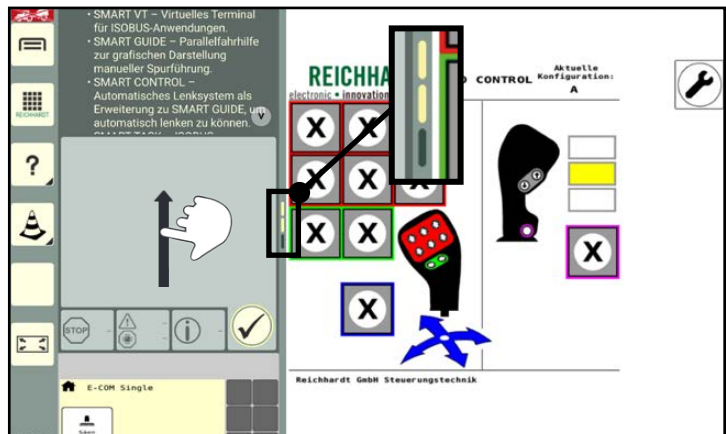 • SMART VT – Virtuelles Terminal
für ISOBUS-Anwendungen.
• SMART GUIDE – Parallelfahrhilfe
zur grafischen Darstellung
manueller Spurführung.
• SMART CONTROL –
Automatisches Lenksystem als
Erweiterung zu SMART GUIDE, um
automatisch lenken zu können.
REICHHARDT
?
STOP
i
E-COM Single
Säen
REICHHA
electronic • innovation
CONTROL
Aktuelle
Konfiguration:
A
X X
X X X
X X
X
X
Reichhardt GmbH Steuerungstechnik